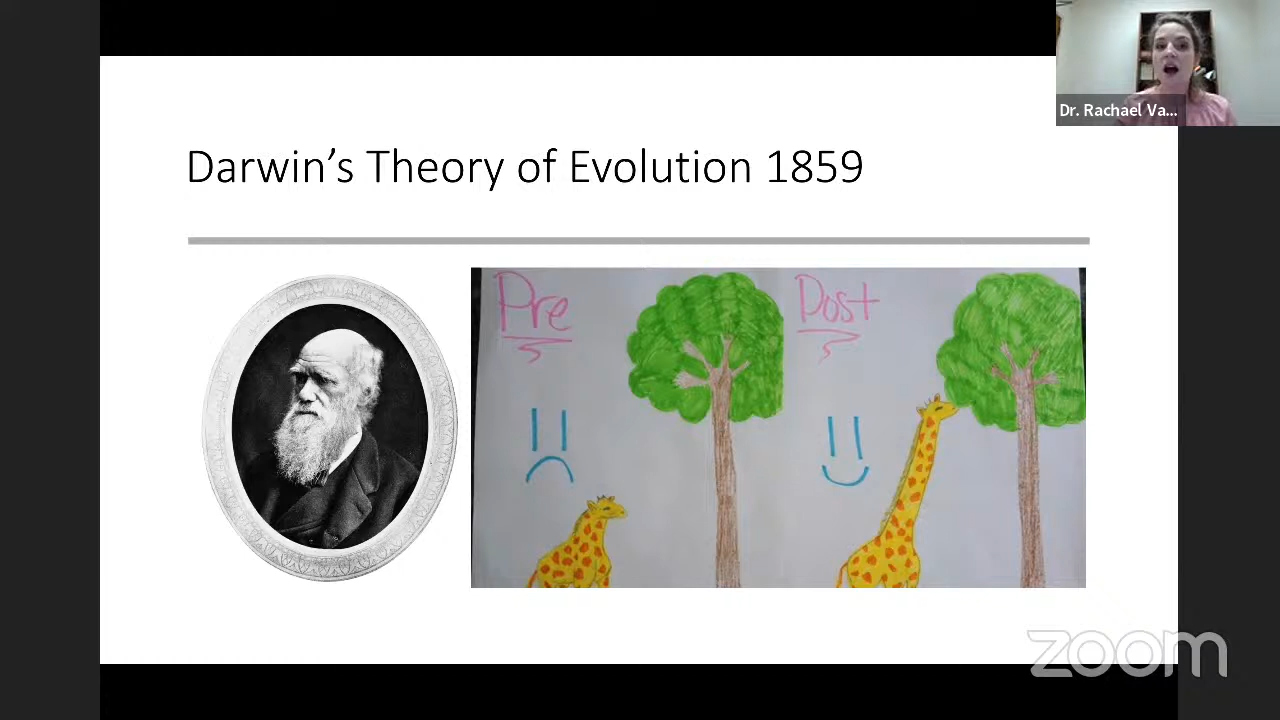 Dr. Rachael Va...
Darwin's Theory of Evolution 1859
Pre
Post
zoom